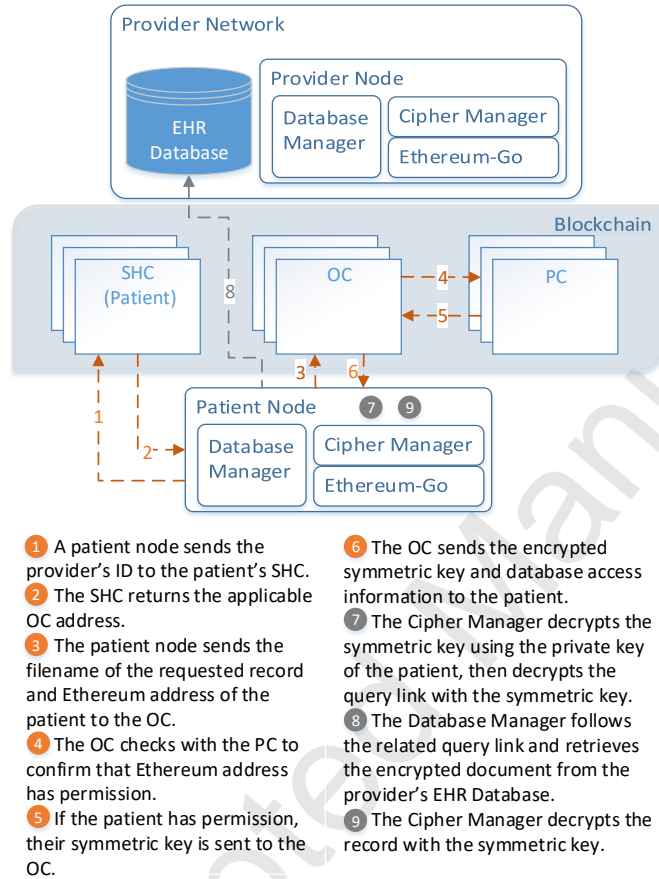 Provider Network
EHR
Database
Provider Node
Database
Manager
Cipher Manager
Ethereum-Go
Blockchain
SHC
(Patient)
OC
PC
8
4
5
3
6
1
2
Patient Node
7
9
Database
Manager
Cipher Manager
Ethereum-Go
1 A patient node sends the
provider's ID to the patient's SHC.
2 The SHC returns the applicable
OC address.
3 The patient node sends the
filename of the requested record
and Ethereum address of the
patient to the OC.
4 The OC checks with the PC to
confirm that Ethereum address
has permission.
5 If the patient has permission,
their symmetric key is sent to the
OC.
6 The OC sends the encrypted
symmetric key and database access
information to the patient.
7 The Cipher Manager decrypts the
symmetric key using the private key
of the patient, then decrypts the
query link with the symmetric key.
8 The Database Manager follows
the related query link and retrieves
the encrypted document from the
provider's EHR Database.
9 The Cipher Manager decrypts the
record with the symmetric key.